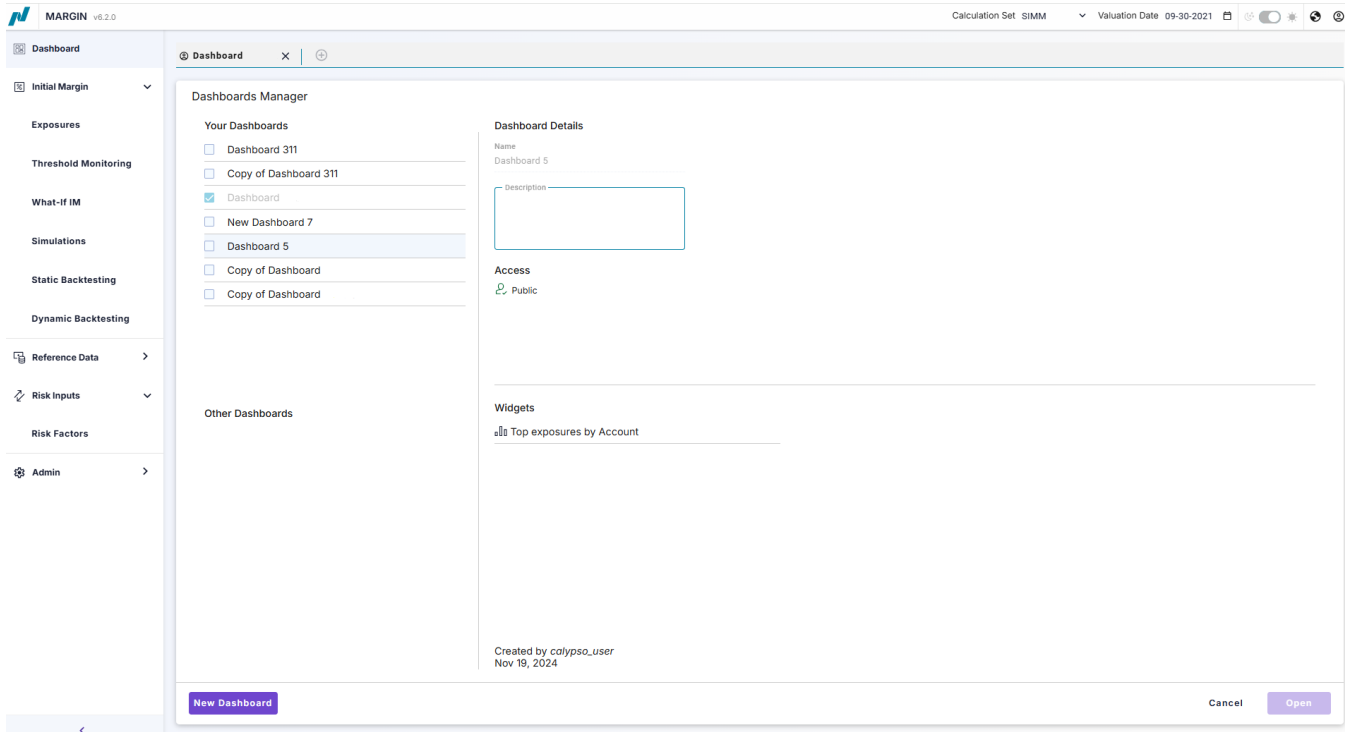 MARGIN v6.2.0
Calculation Set SIMM
Valuation Date 09-30-2021
Dashboard
Initial Margin
Exposures
Threshold Monitoring
What-If IM
Simulations
Static Backtesting
Dynamic Backtesting
Reference Data
Risk Inputs
Risk Factors
Admin
Dashboard
Dashboards Manager
Your Dashboards
Dashboard 311
Copy of Dashboard 311
Dashboard
New Dashboard 7
Dashboard 5
Copy of Dashboard
Copy of Dashboard
Other Dashboards
Dashboard Details
Name
Dashboard 5
Description
Access
Public
Widgets
Top exposures by Account
Created by calypso_user
Nov 19, 2024
New Dashboard
Cancel
Open